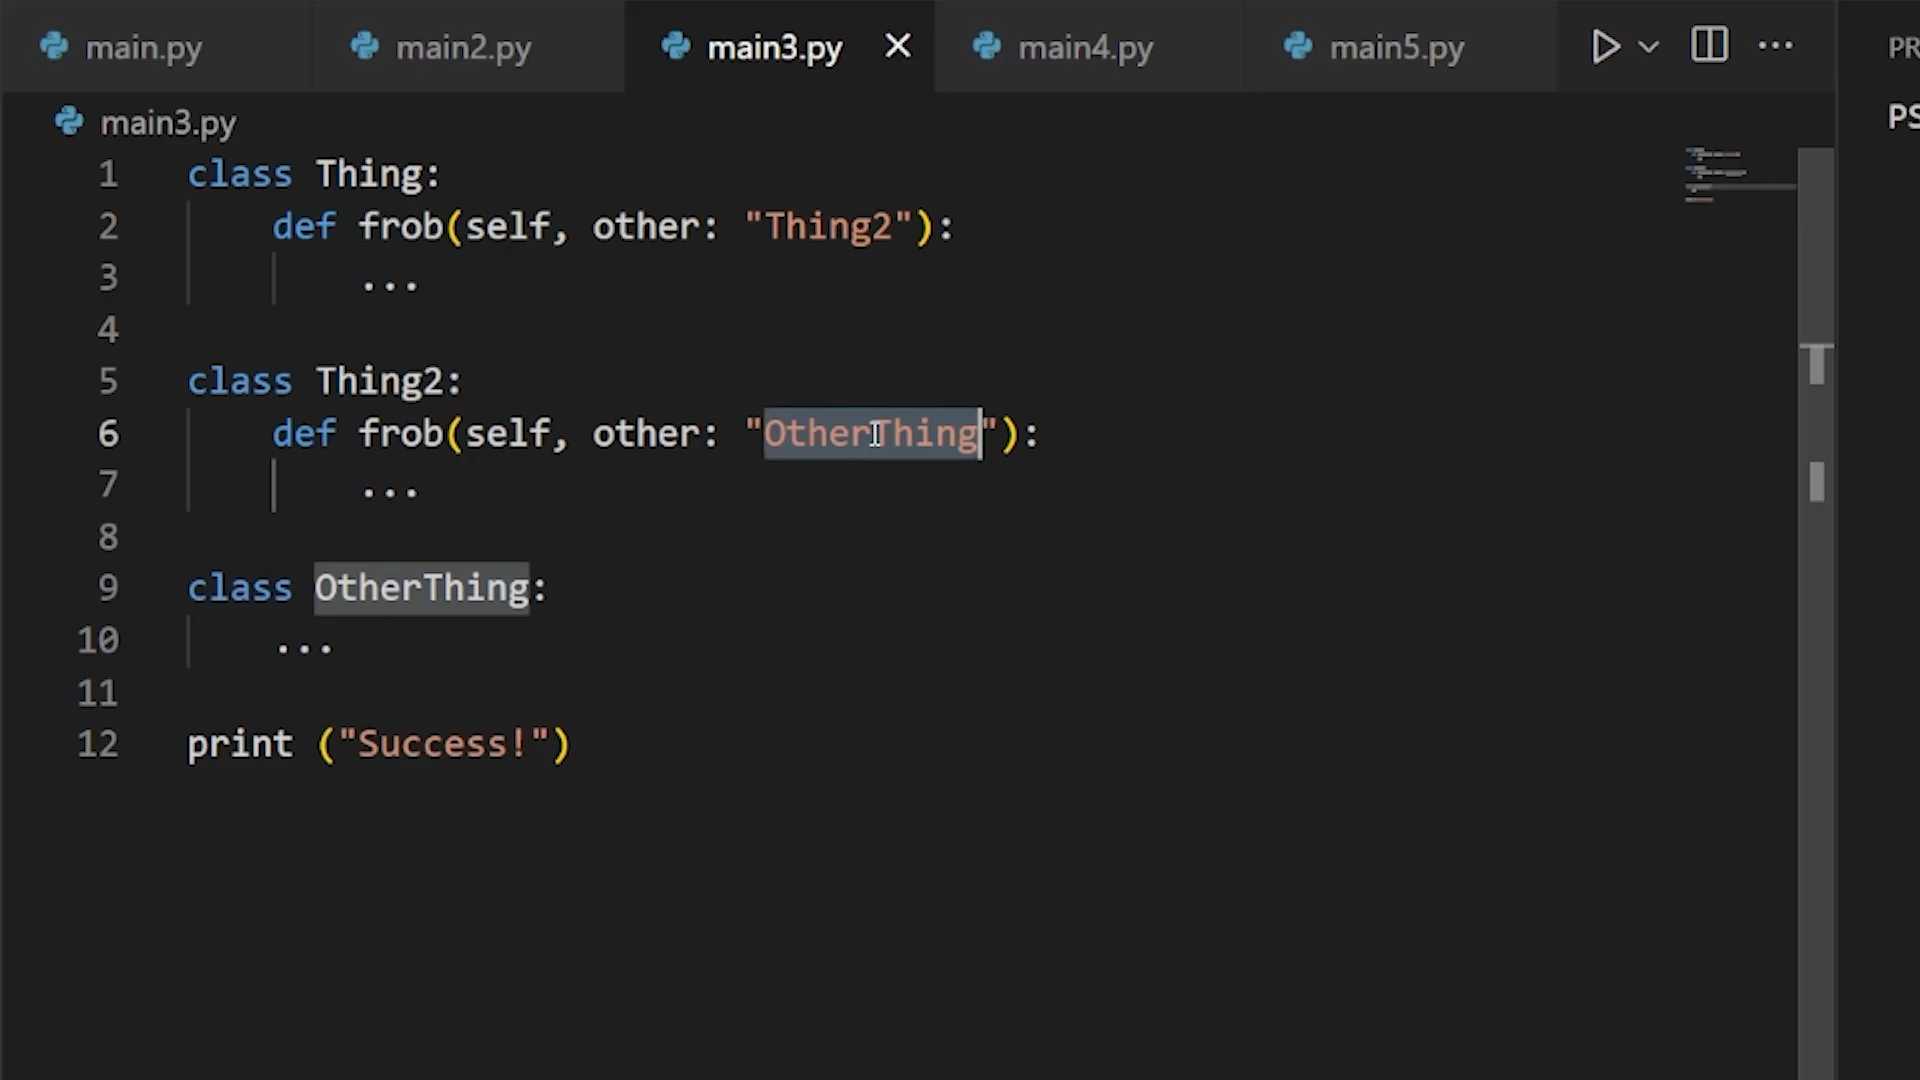 main.py main2.py main3.py main4.py main5.py PR
main3.py PS
1 class Thing:
2 def frob(self, other: "Thing2"):
3 ...
4
5 class Thing2:
6 def frob(self, other: "OtherThing"):
7 ...
8
9 class OtherThing:
10 ...
11
12 print ("Success!")